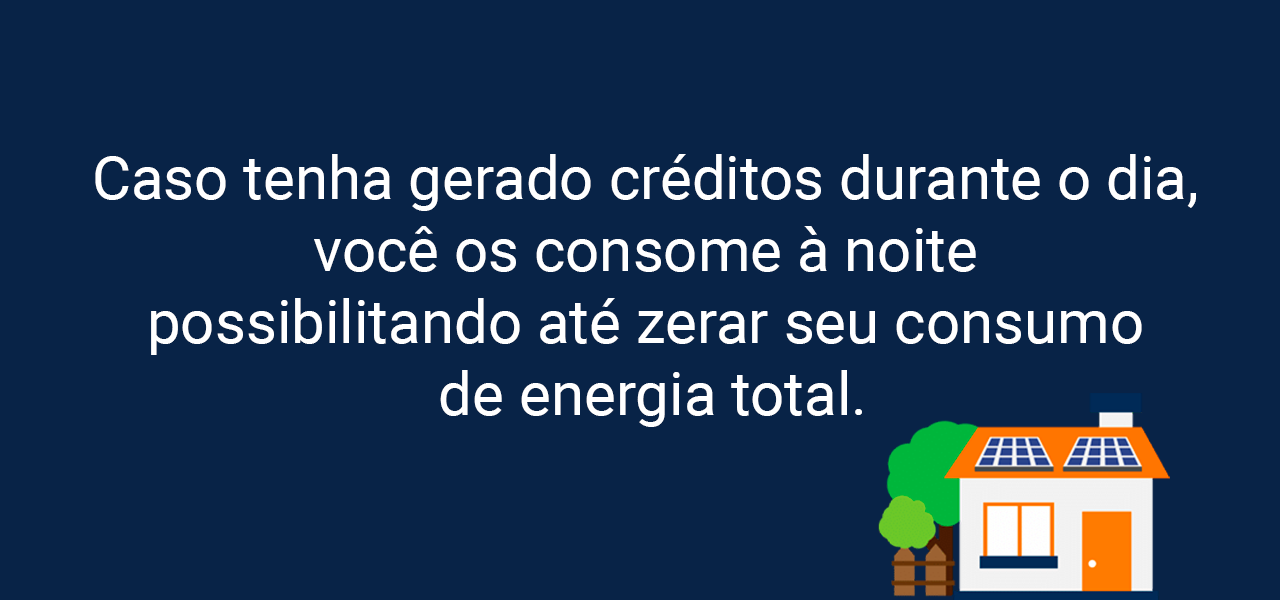 Caso tenha gerado créditos durante o dia,
você os consome à noite
possibilitando até zerar seu consumo
de energia total.